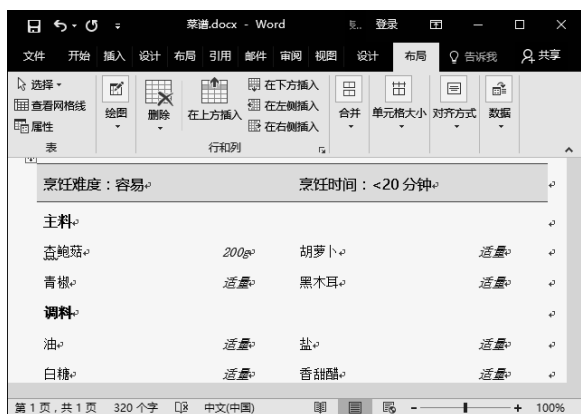 菜谱.docx - Word
登录
文件 开始 插入 设计 布局 引用 邮件 审阅 视图 设计 布局 告诉我 共享
选择
查看网格线
属性
表
绘图
删除
在上方插入
在下方插入
在左侧插入
在右侧插入
行和列
合并
单元格大小
对齐方式
数据
烹饪难度：容易 烹饪时间：<20分钟
主料
杏鲍菇 200g 胡萝卜 适量
青椒 适量 黑木耳 适量
调料
油 适量 盐 适量
白糖 适量 香甜醋 适量
第1页，共1页 320个字 中文(中国) 100%